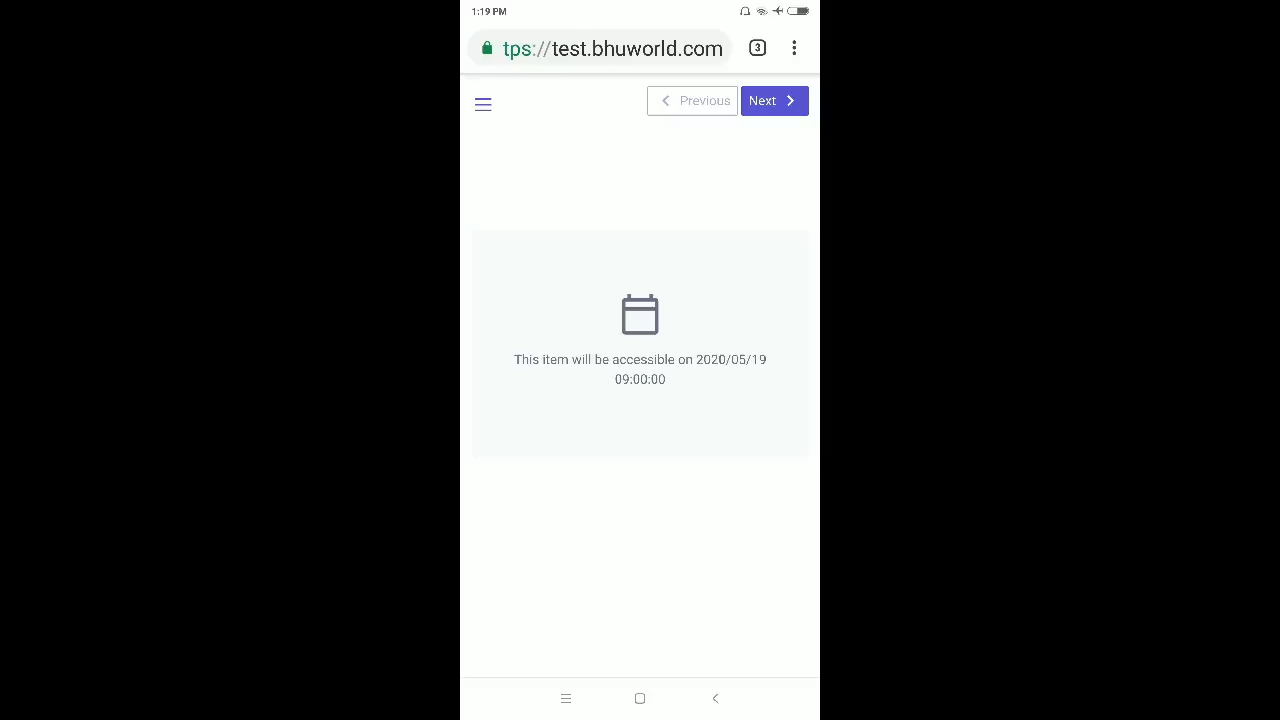 1:19 PM
tps://test.bhuworld.com
3
Previous
Next
This item will be accessible on 2020/05/19
09:00:00